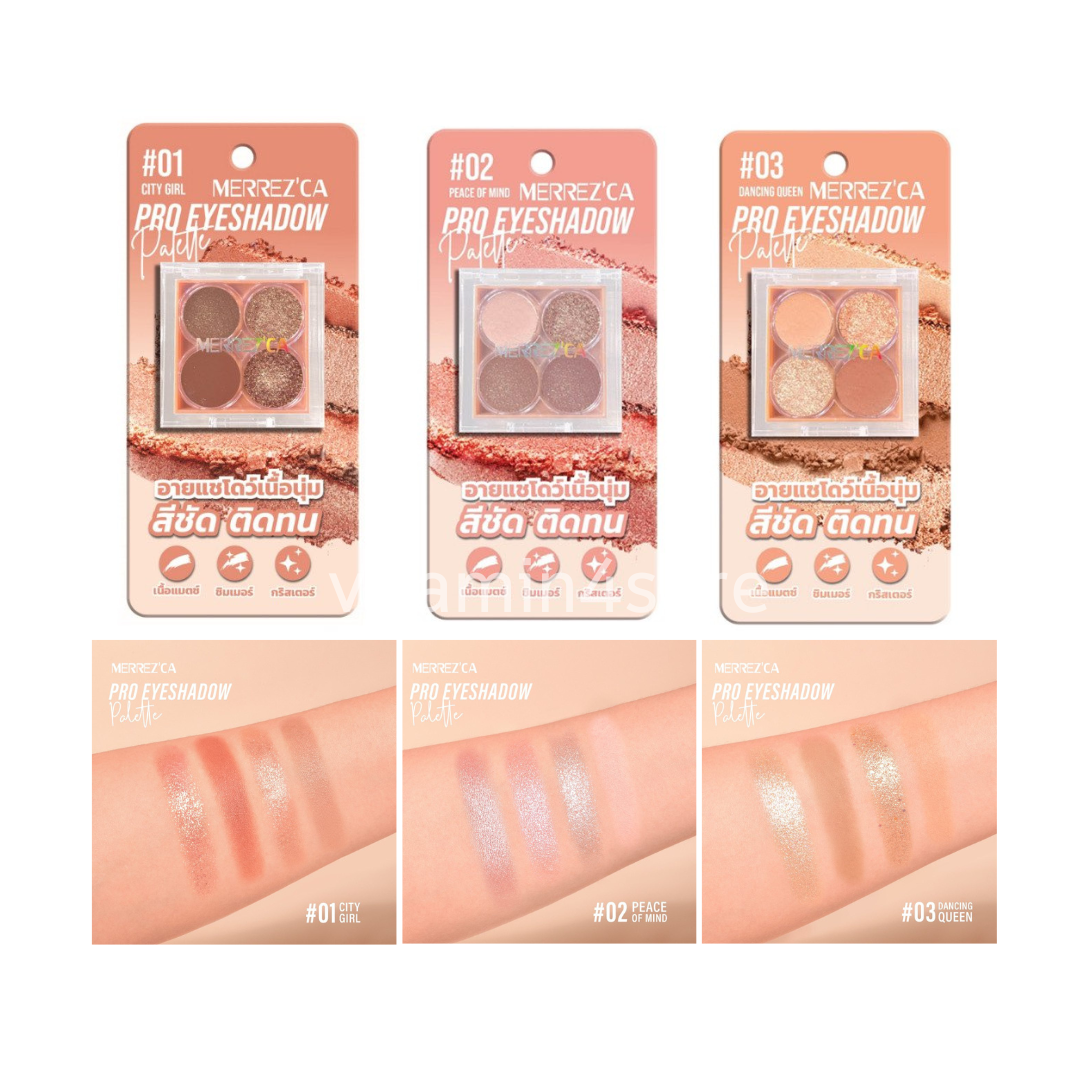 #01
CITY GIRL
MERREZ'CA
PRO EYESHADOW
Palette
MERREZ'CA
อายแชโดว์เนื้อนุ่ม
สีชัด ติดทน
เนื้อแมตซ์ ชิมเมอร์ กริสเตอร์
#02
PEACE OF MIND
MERREZ'CA
PRO EYESHADOW
Palette
MERREZ'CA
อายแชโดว์เนื้อนุ่ม
สีชัด ติดทน
เนื้อแมตซ์ ชิมเมอร์ กริสเตอร์
#03
DANCING QUEEN
MERREZ'CA
PRO EYESHADOW
Palette
MERREZ'CA
อายแชโดว์เนื้อนุ่ม
สีชัด ติดทน
เนื้อแมตซ์ ชิมเมอร์ กริสเตอร์
vitamin4store
MERREZ'CA
PRO EYESHADOW
Palette
#01 CITY
GIRL
MERREZ'CA
PRO EYESHADOW
Palette
#02 PEACE
OF MIND
MERREZ'CA
PRO EYESHADOW
Palette
#03 DANCING
QUEEN